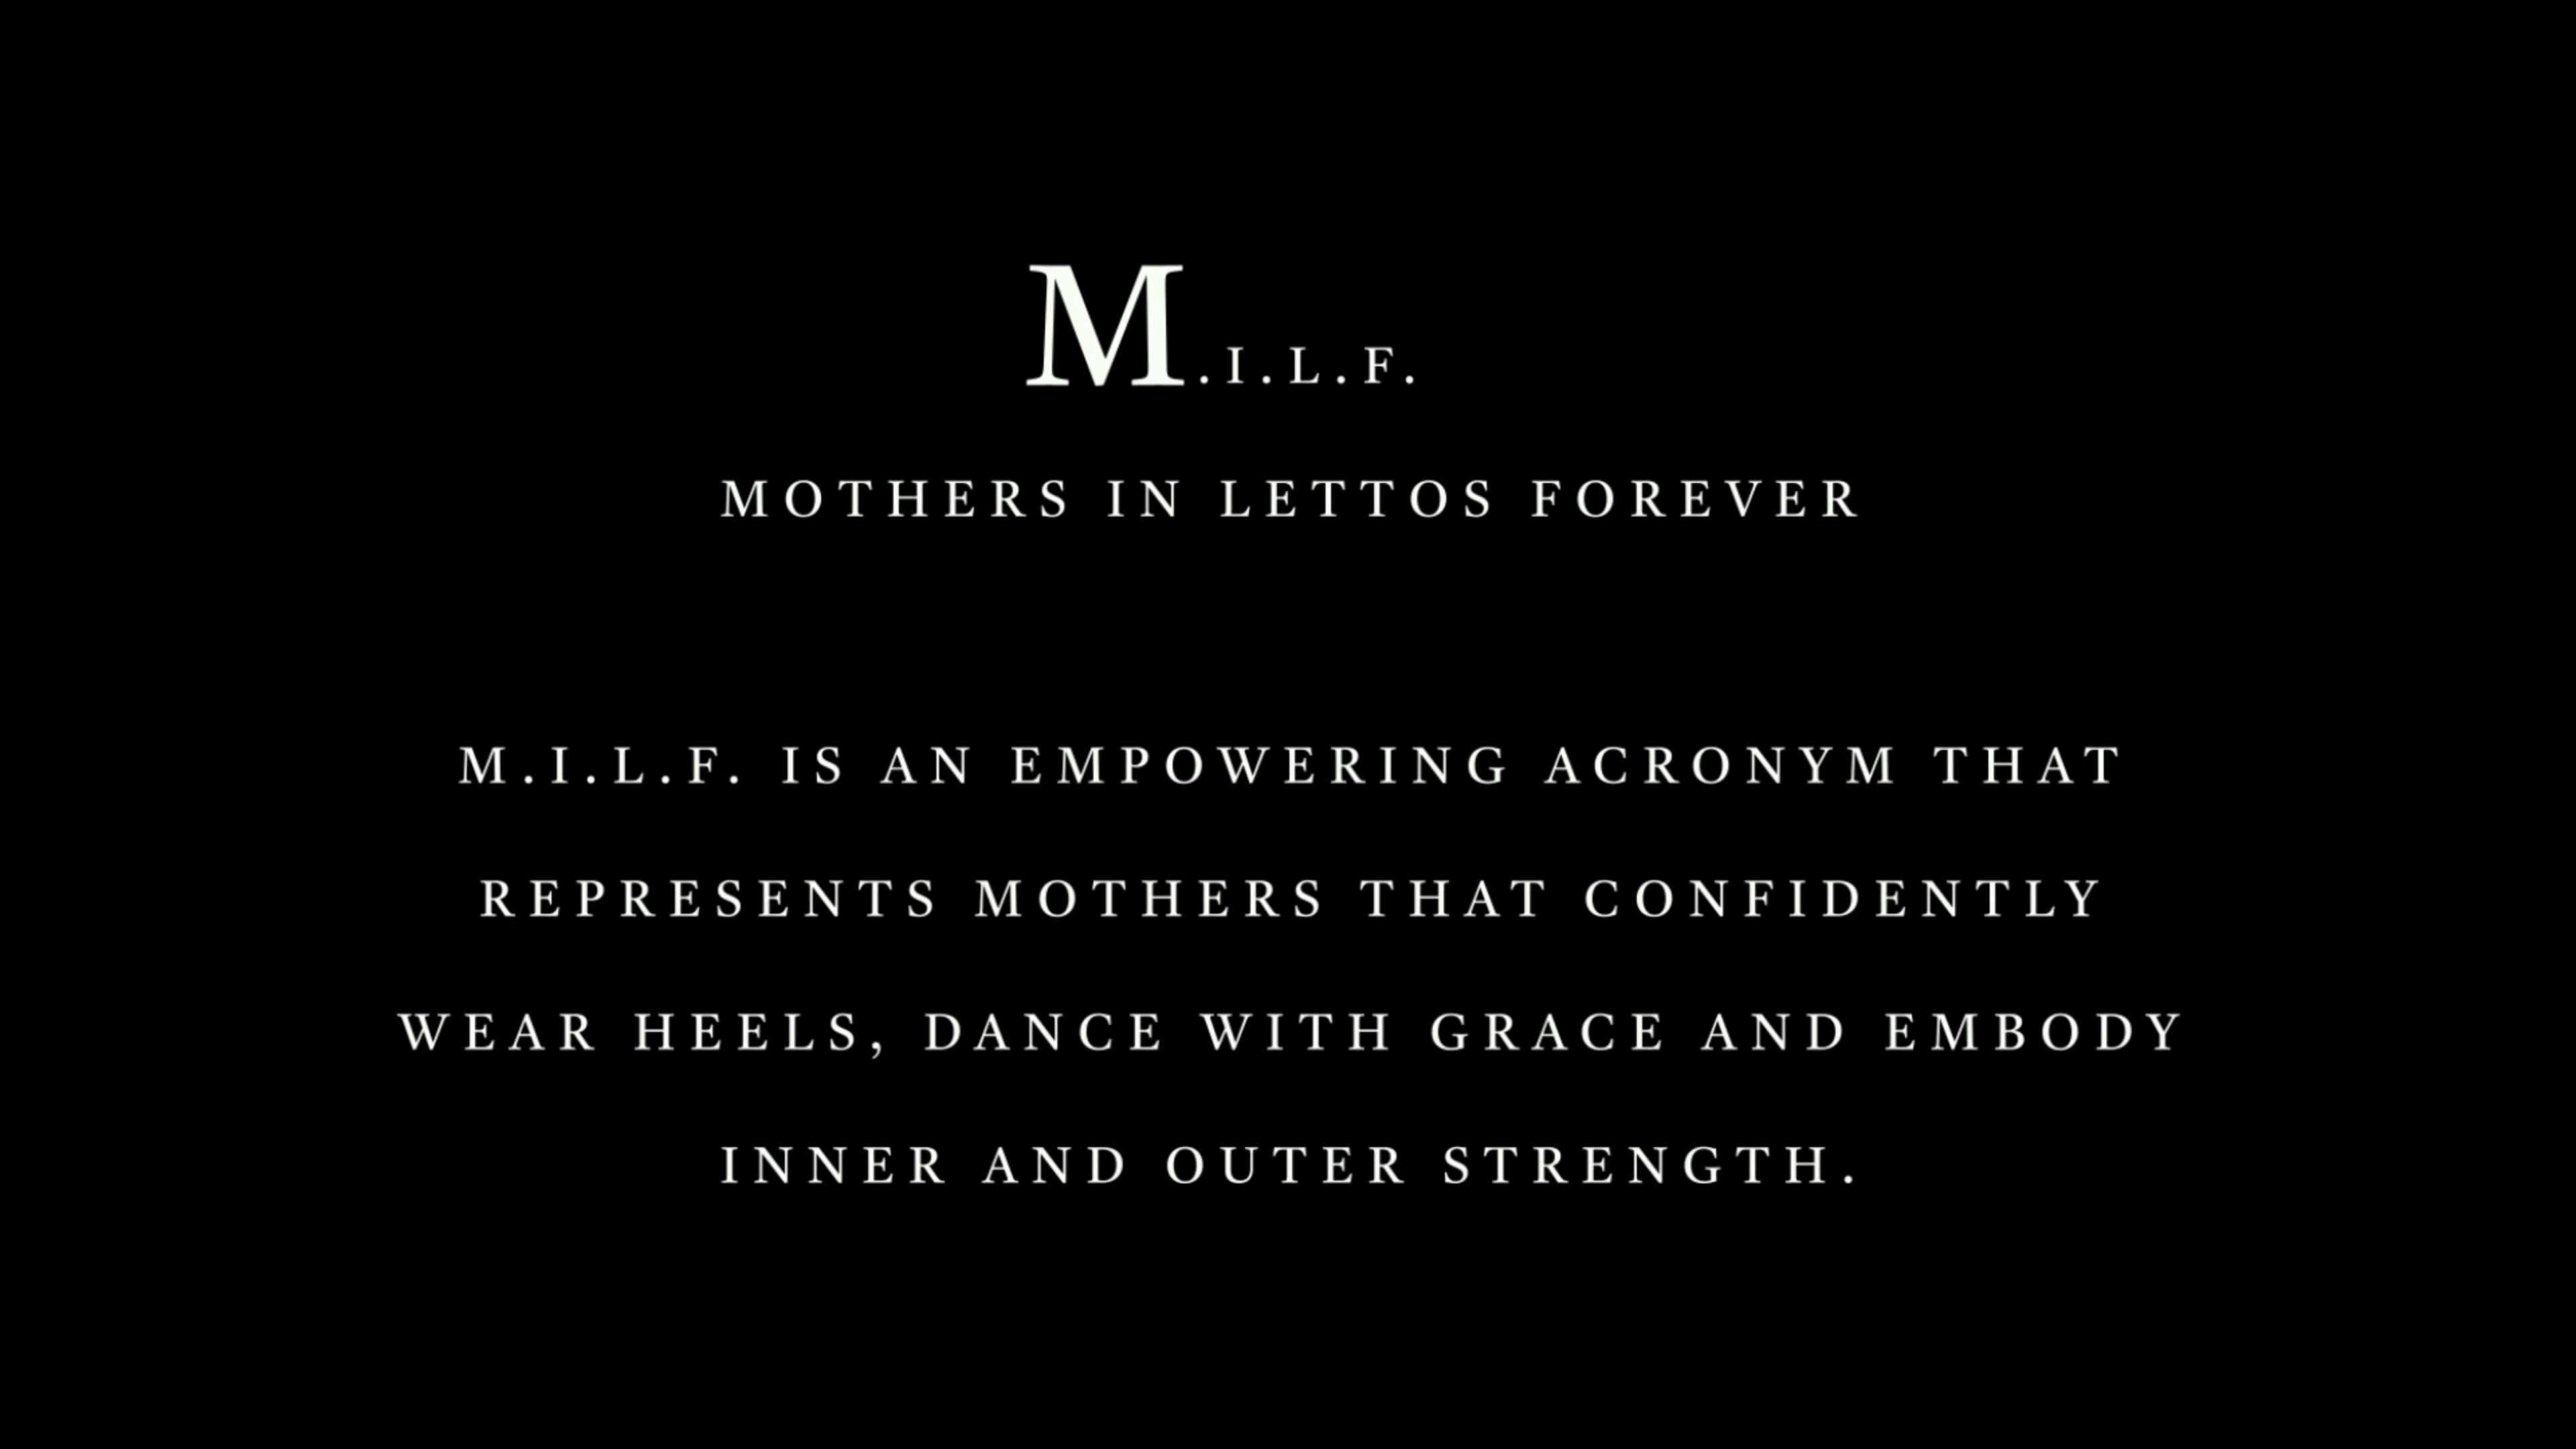 M.I.L.F.
MOTHERS IN LETTOS FOREVER
M.I.L.F. IS AN EMPOWERING ACRONYM THAT
REPRESENTS MOTHERS THAT CONFIDENTLY
WEAR HEELS, DANCE WITH GRACE AND EMBODY
INNER AND OUTER STRENGTH.